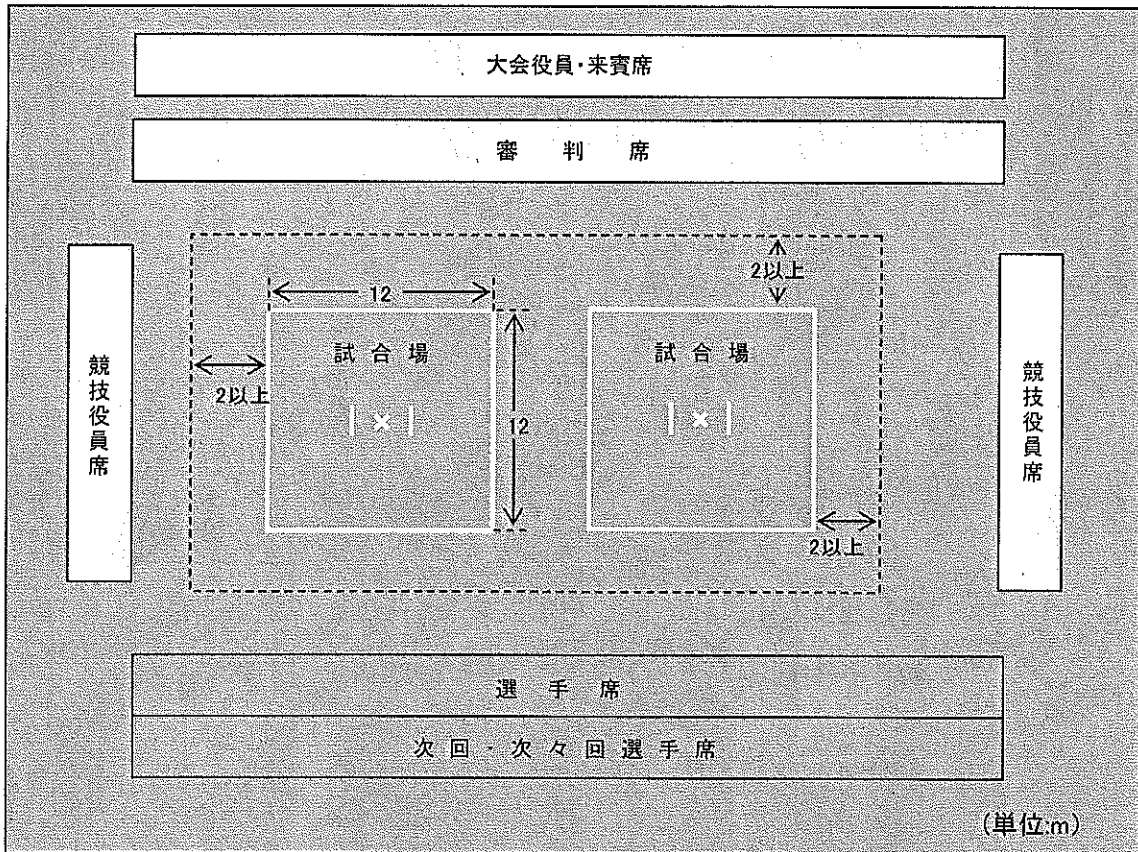 大会役員・来賓席
審判席
2以上
12
試合場
試合場
競技役員席
2以上
12
競技役員席
2以上
選手席
次回・次々回選手席
(単位:m)